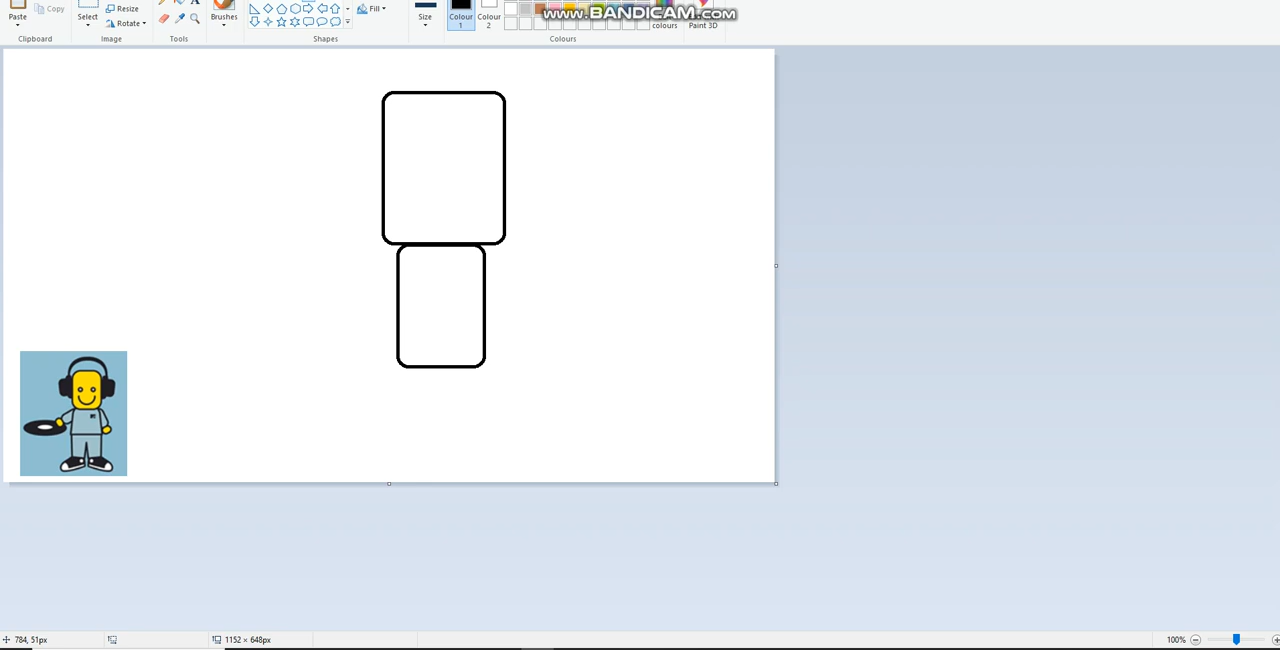 www.BANDICAM.com
Paste
Copy
Select
Resize
Rotate
Brushes
Fill
Size
Colour 1
Colour 2
colours
Paint 3D
Clipboard
Image
Tools
Shapes
Colours
784, 51px
1152 × 648px
100%